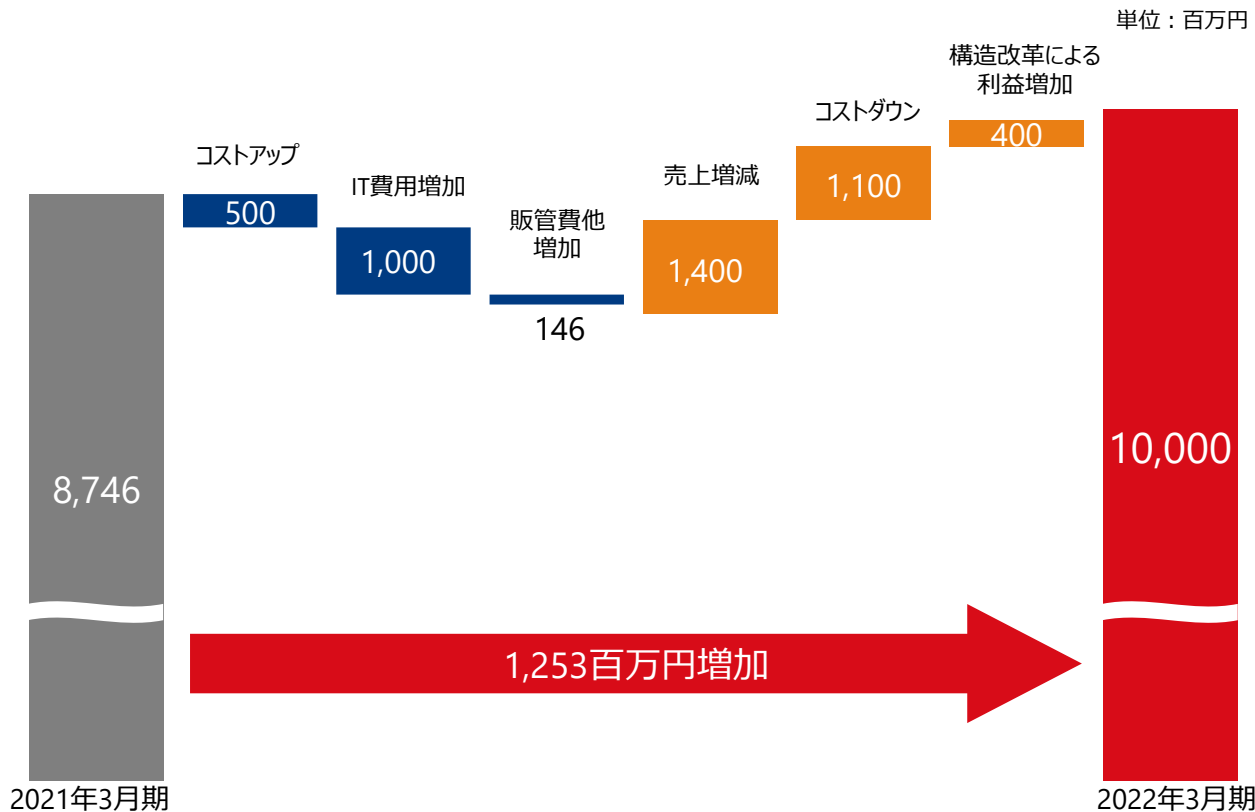 単位：百万円
構造改革による
利益増加
400
コストダウン
1,100
コストアップ
500
IT費用増加
1,000
販管費他
増加
146
売上増減
1,400
8,746
10,000
1,253百万円増加
2021年3月期
2022年3月期